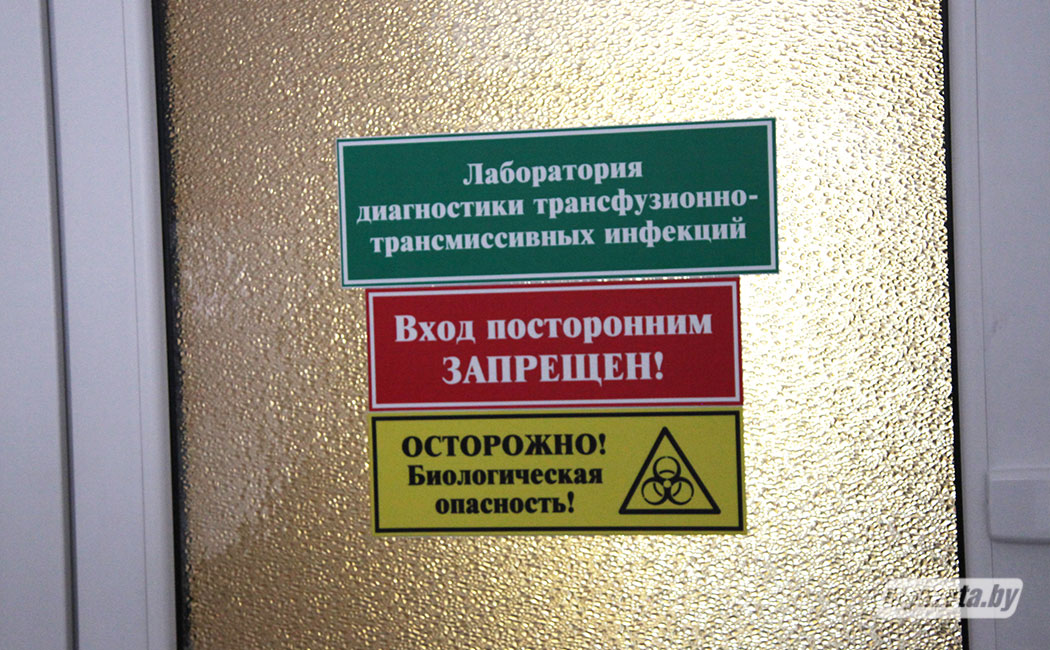 Лаборатория
диагностики трансфузионно-
трансмиссивных инфекций
Вход посторонним
ЗАПРЕЩЕН!
ОСТОРОЖНО!
Биологическая
опасность!